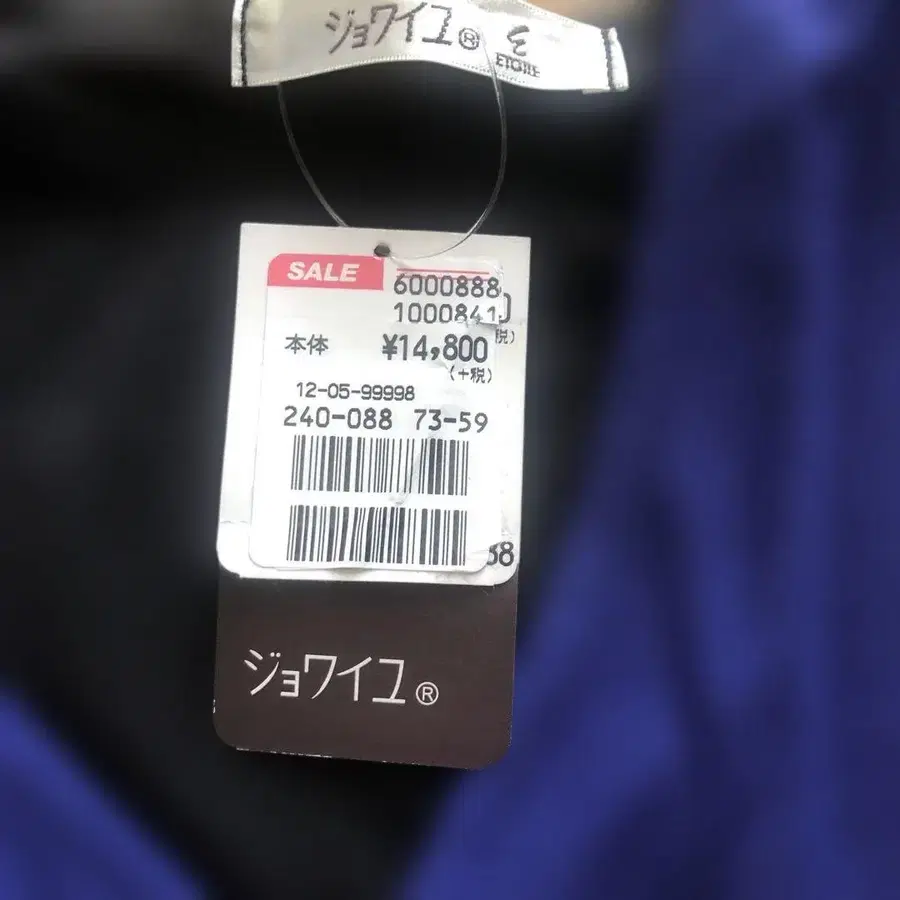 ジョワイユ®
ETOILE
SALE
6000888
1000841
税)
本体 ¥14,800
(+税)
12-05-99998
240-088 73-59
38
ジョワイユ®